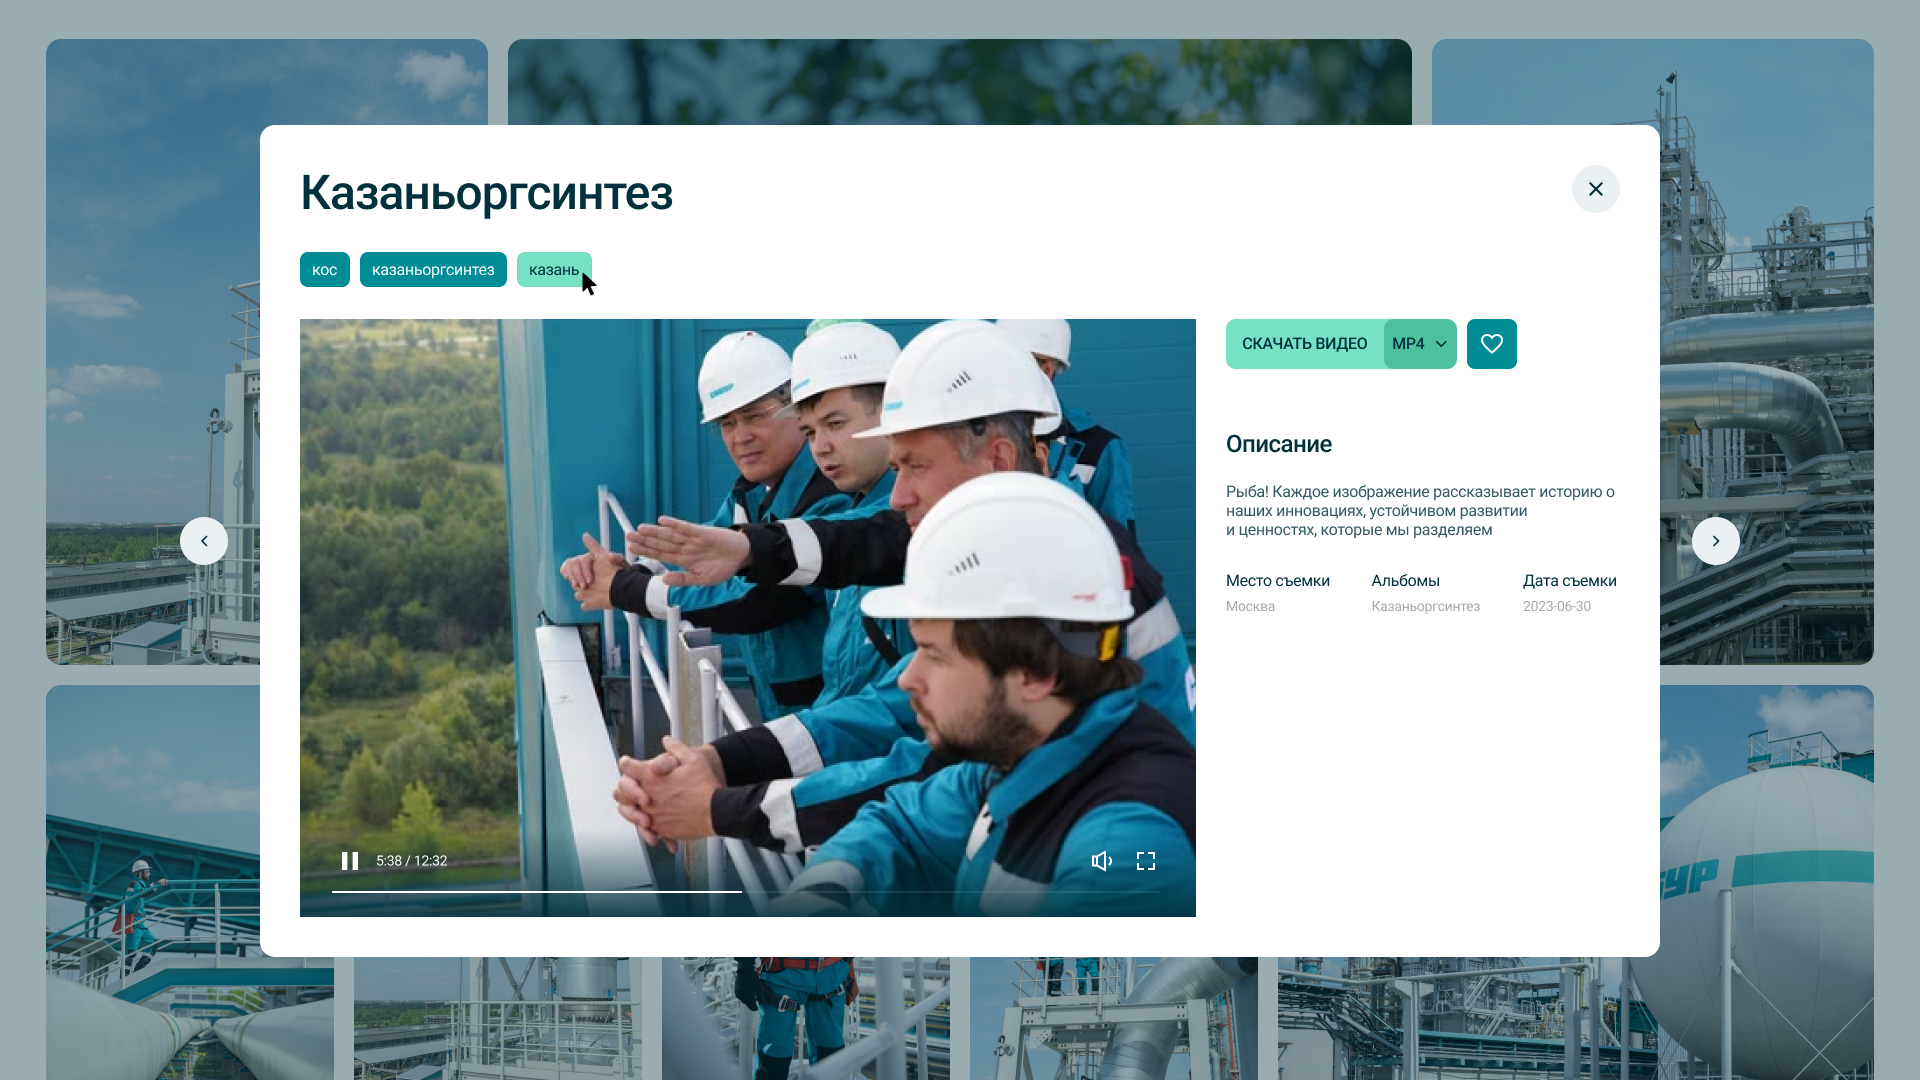 Казаньоргсинтез
кос
казаньоргсинтез
казань
СКАЧАТЬ ВИДЕО
MP4
Описание
Рыба! Каждое изображение рассказывает историю о
наших инновациях, устойчивом развитии
и ценностях, которые мы разделяем
Место съемки
Альбомы
Дата съемки
Москва
Казаньоргсинтез
2023-06-30
5:38 / 12:32